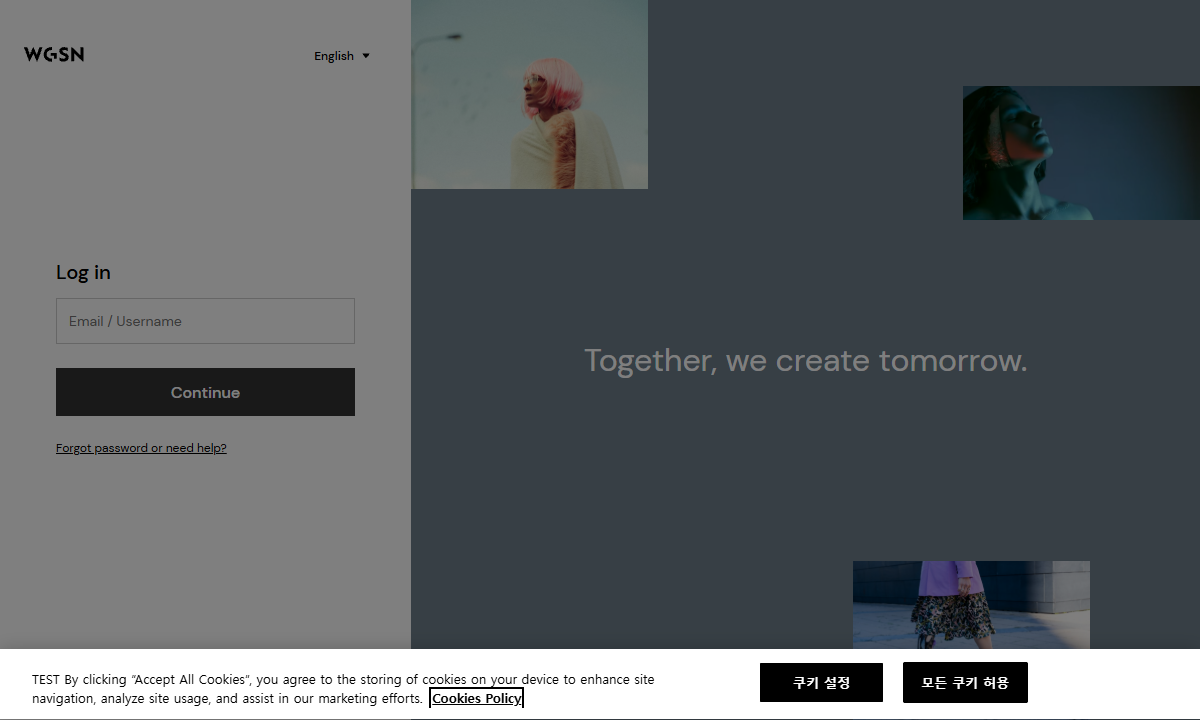 WGSN
English
Log in
Email / Username
Continue
Forgot password or need help?
Together, we create tomorrow.
TEST By clicking “Accept All Cookies”, you agree to the storing of cookies on your device to enhance site
navigation, analyze site usage, and assist in our marketing efforts. Cookies Policy
쿠키 설정
모든 쿠키 허용